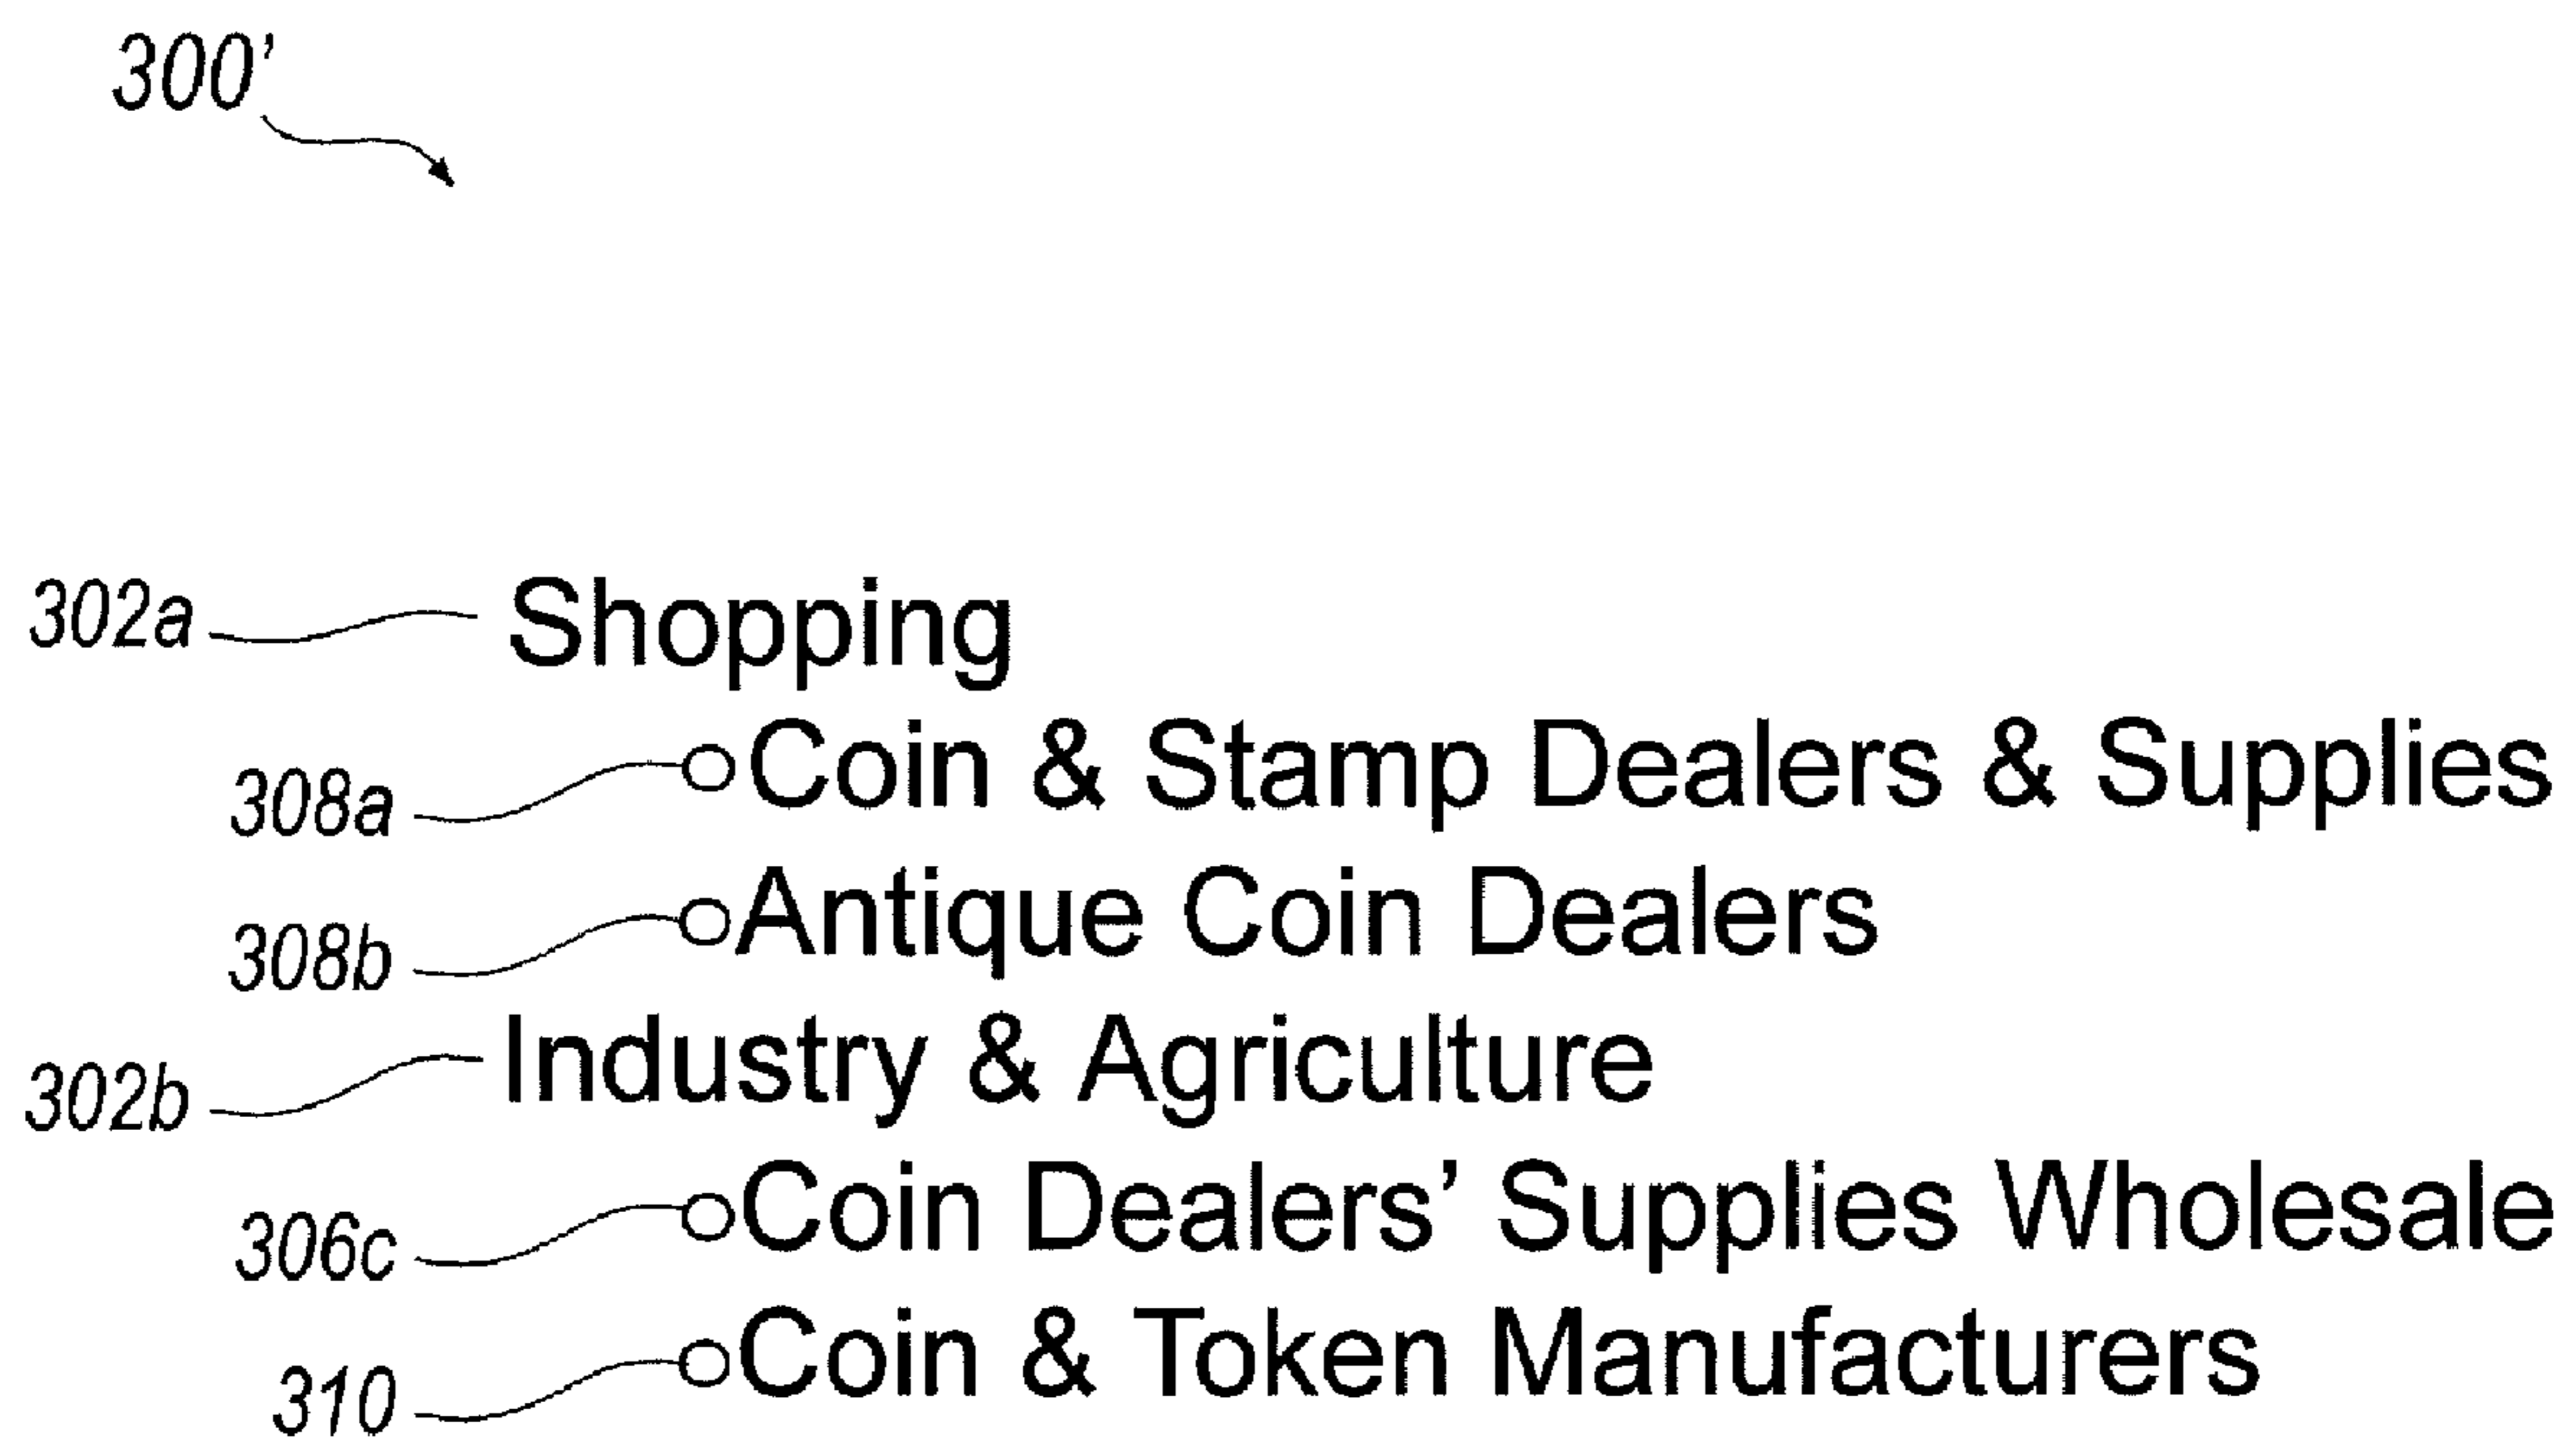 300’
302a Shopping
308a Coin & Stamp Dealers & Supplies
308b Antique Coin Dealers
302b Industry & Agriculture
306c Coin Dealers’ Supplies Wholesale
310 Coin & Token Manufacturers